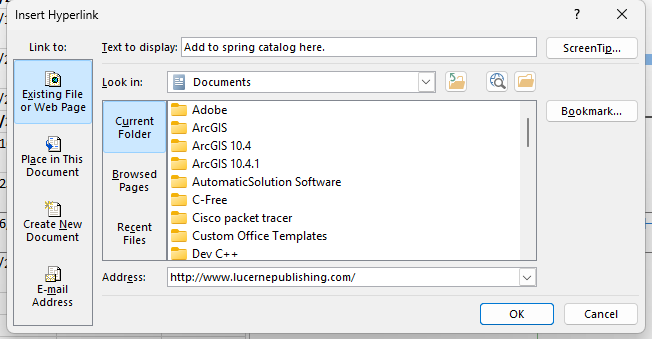 Insert Hyperlink
Link to:
Text to display: Add to spring catalog here.
ScreenTip...
Existing File or Web Page
Look in: Documents
Current Folder
Adobe
ArcGIS
ArcGIS 10.4
ArcGIS 10.4.1
AutomaticSolution Software
C-Free
Cisco packet tracer
Custom Office Templates
Dev C++
Bookmark...
Place in This Document
Browsed Pages
Create New Document
Recent Files
E-mail Address
Address: http://www.lucernepublishing.com/
OK
Cancel